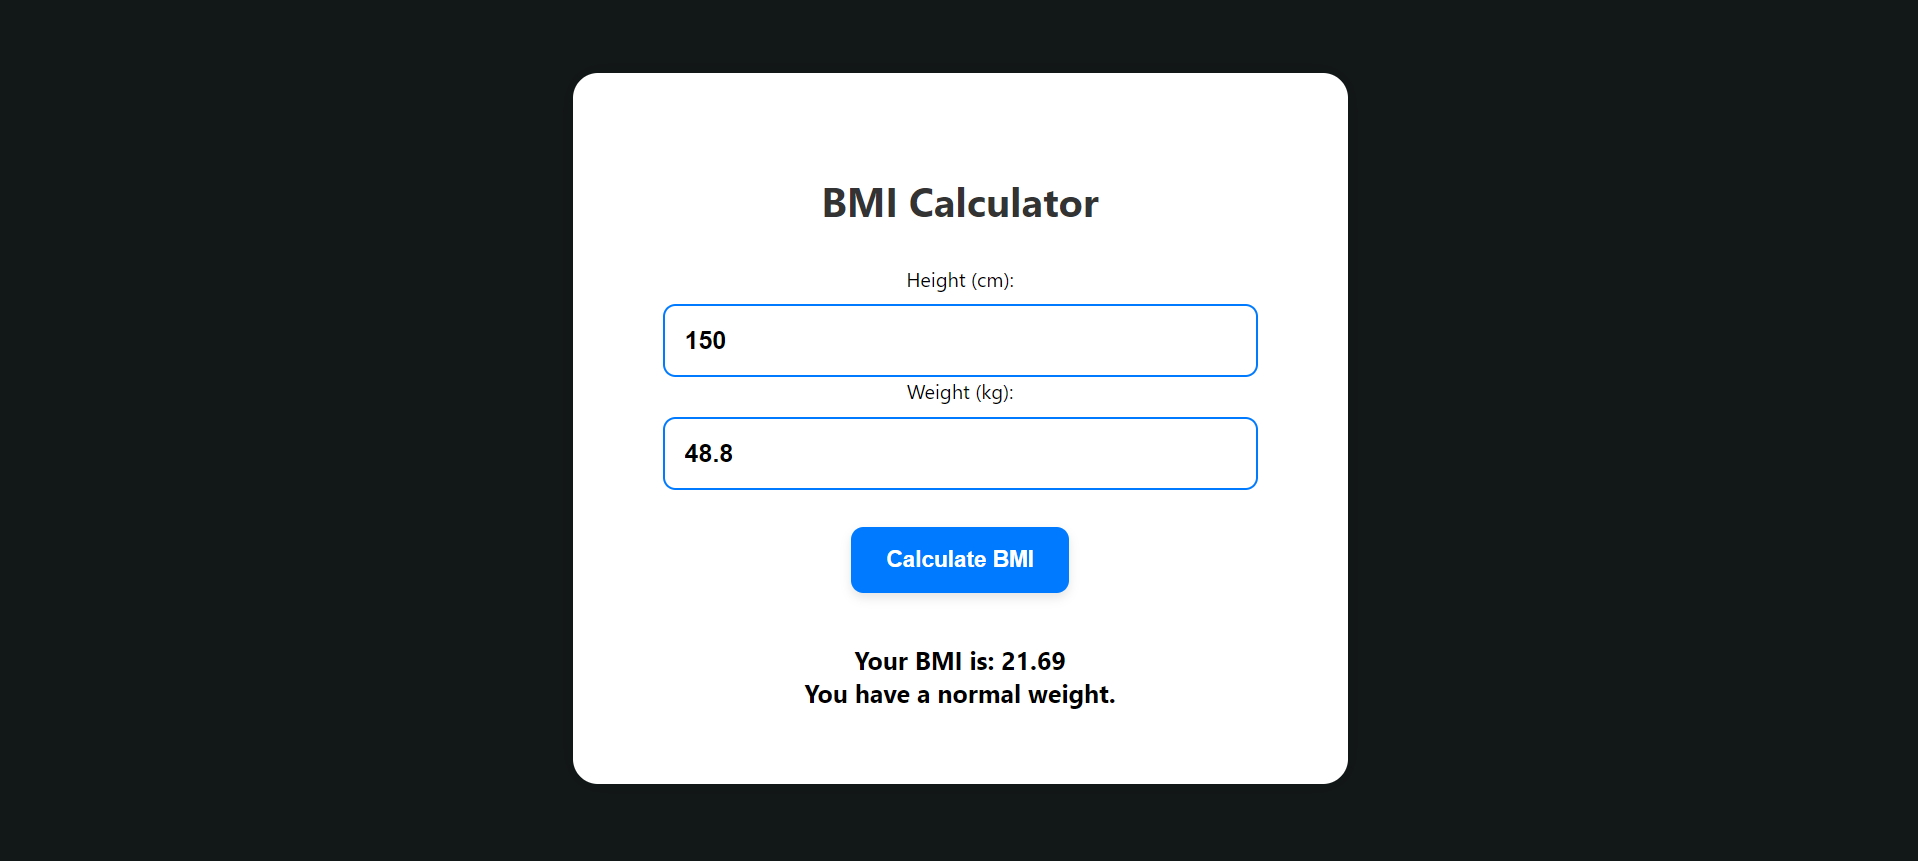 BMI Calculator
Height (cm):
150
Weight (kg):
48.8
Calculate BMI
Your BMI is: 21.69
You have a normal weight.